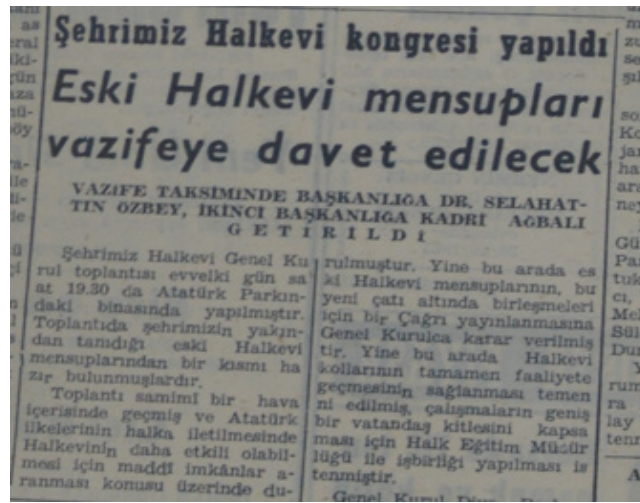 Şehrimiz Halkevi kongresi yapıldı
Eski Halkevi mensupları
vazifeye davet edilecek
VAZİFE TAKSİMİNDE BAŞKANLIĞA DR. SELAHAT-
TİN ÖZBEY, İKİNCİ BAŞKANLIĞA KADRİ AĞBALI
GETİRİLDİ
Şehrimiz Halkevi Genel Ku
rul toplantısı evvelki gün sa
at 19.30 da Atatürk Parkın-
daki binasında yapılmıştır.
Toplantıda şehrimizin yakın-
dan tanıdığı eski Halkevi
mensuplarından bir kısmı ha
zır bulunmuşlardır.
Toplantı samimî bir hava
içerisinde geçmiş ve Atatürk
ilkelerinin halka iletilmesinde
Halkevinin daha etkili olabil-
mesi için maddî imkânlar a-
ranması konusu üzerinde du-
rulmuştur. Yine bu arada es
ki Halkevi mensuplarının, bu
yeni çatı altında birleşmeleri
için bir Çağrı yayınlanmasına
Genel Kurulca karar verilmiş
tir. Yine bu arada Halkevi
kollarının tamamen faaliyete
geçmesinin sağlanması temen
ni edilmiş, çalışmaların geniş
bir vatandaş kitlesini kapsa
ması için Halk Eğitim Müdür
lüğü ile işbirliği yapılması is
tenmiştir.
Genel Kurul